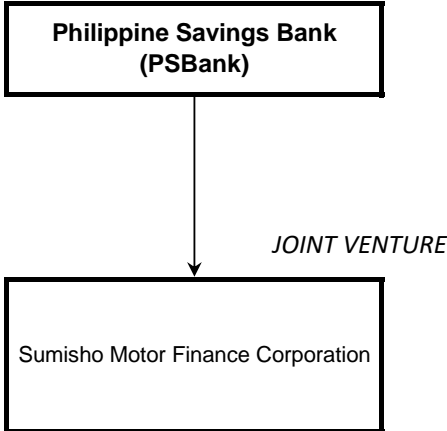 Philippine Savings Bank
(PSBank)
JOINT VENTURE
Sumisho Motor Finance Corporation